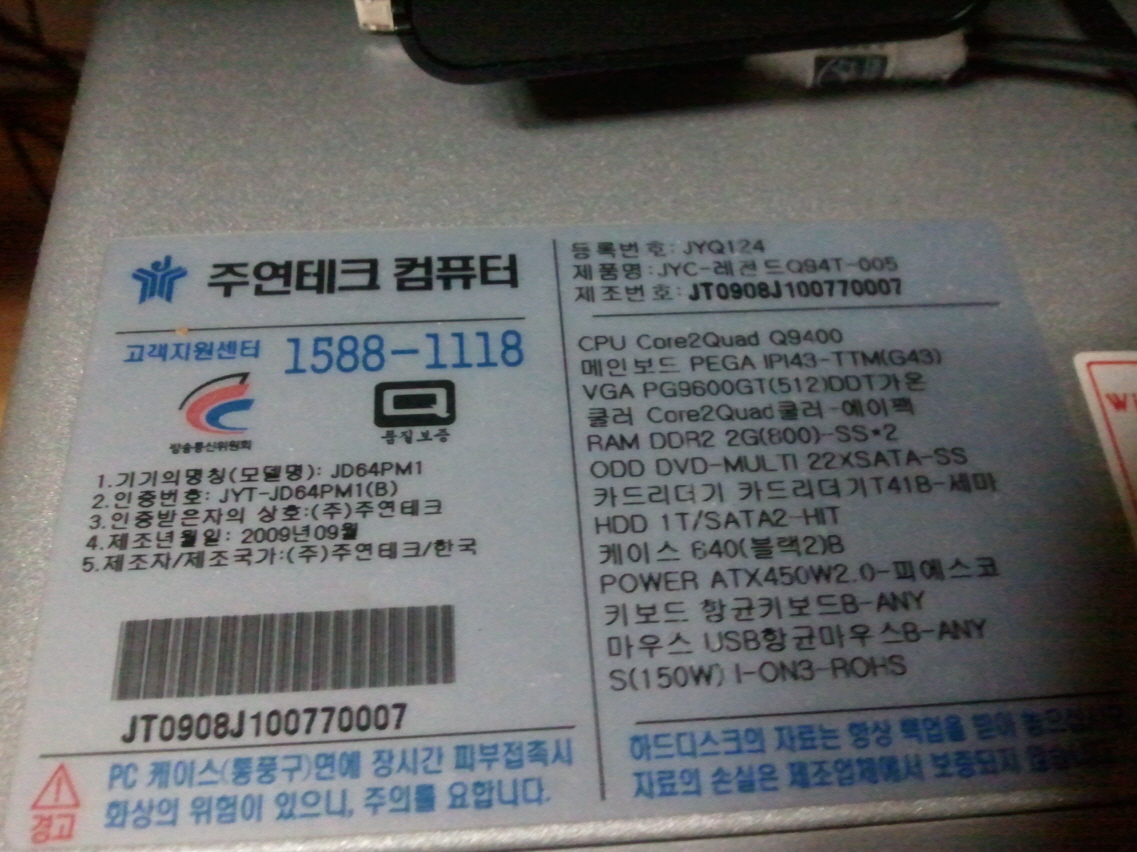 주연테크 컴퓨터
고객지원센터 1588-1118
방송통신위원회
품질보증
1.기기의명칭(모델명): JD64PM1
2.인증번호: JYT-JD64PM1(B)
3.인증받은자의 상호:(주)주연테크
4.제조년월일: 2009년09월
5.제조자/제조국가:(주)주연테크/한국
JT0908J100770007
경고
PC 케이스(통풍구)면에 장시간 피부접촉시
화상의 위험이 있으니, 주의를 요합니다.
등록번호: JYQ124
제품명:JYC-레전드Q94T-005
제조번호:JT0908J100770007
CPU Core2Quad Q9400
메인보드 PEGA IPI43-TTM(G43)
VGA PG9600GT(512)DDT가온
쿨러 Core2Quad쿨러-에이팩
RAM DDR2 2G(800)-SS*2
ODD DVD-MULTI 22XSATA-SS
카드리더기 카드리더기T41B-세마
HDD 1T/SATA2-HIT
케이스 640(블랙2)B
POWER ATX450W2.0-피에스코
키보드 항균키보드B-ANY
마우스 USB항균마우스B-ANY
S(150W) I-ON3-ROHS
하드디스크의 자료는 항상 백업을 받아
자료의 손실은 제조업체에서 보증되지